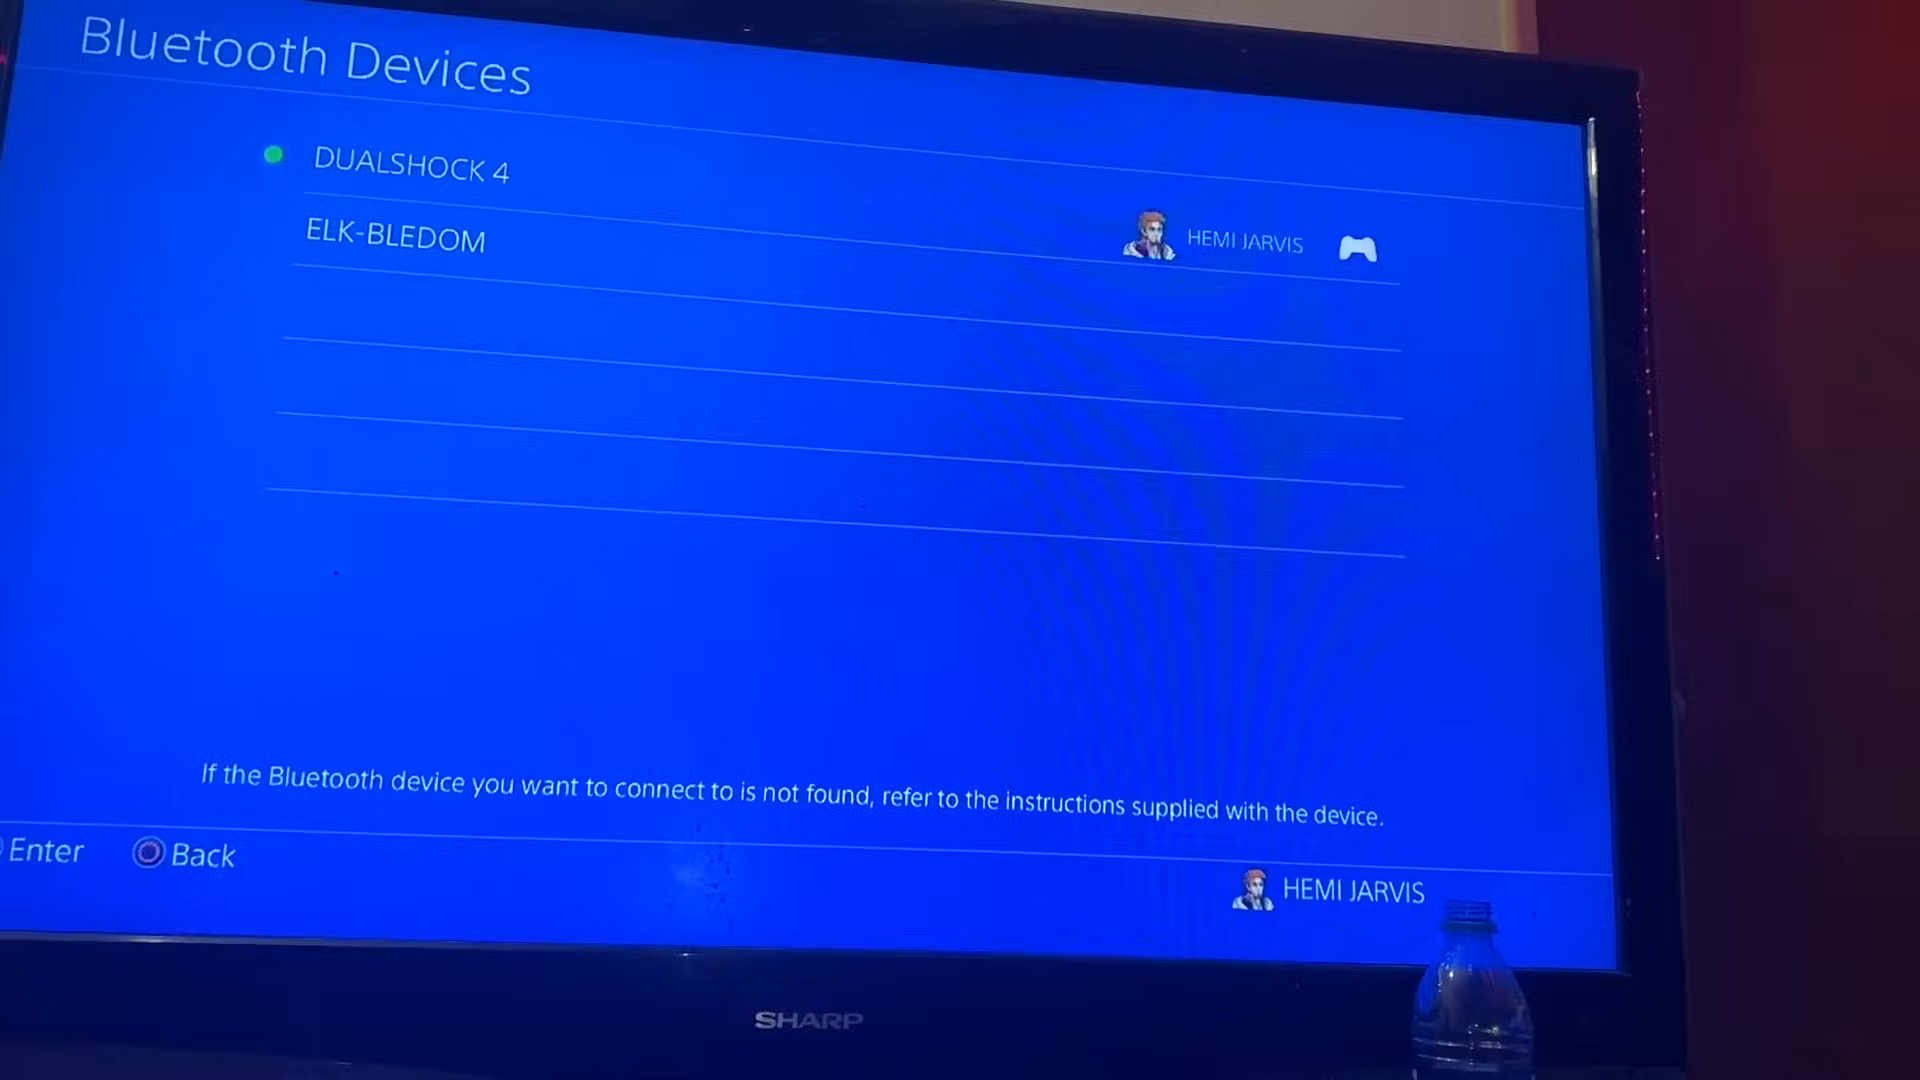 Bluetooth Devices
DUALSHOCK 4
HEMI JARVIS
ELK-BLEDOM
If the Bluetooth device you want to connect to is not found, refer to the instructions supplied with the device.
Enter
Back
HEMI JARVIS
SHARP